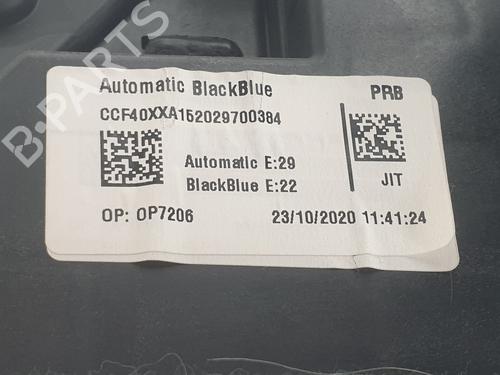 Automatic BlackBlue PRB
CCF40XXA152029700384
Automatic E:29
BlackBlue E:22 JIT
OP: OP7206 23/10/2020 11:41:24
B-PARTS